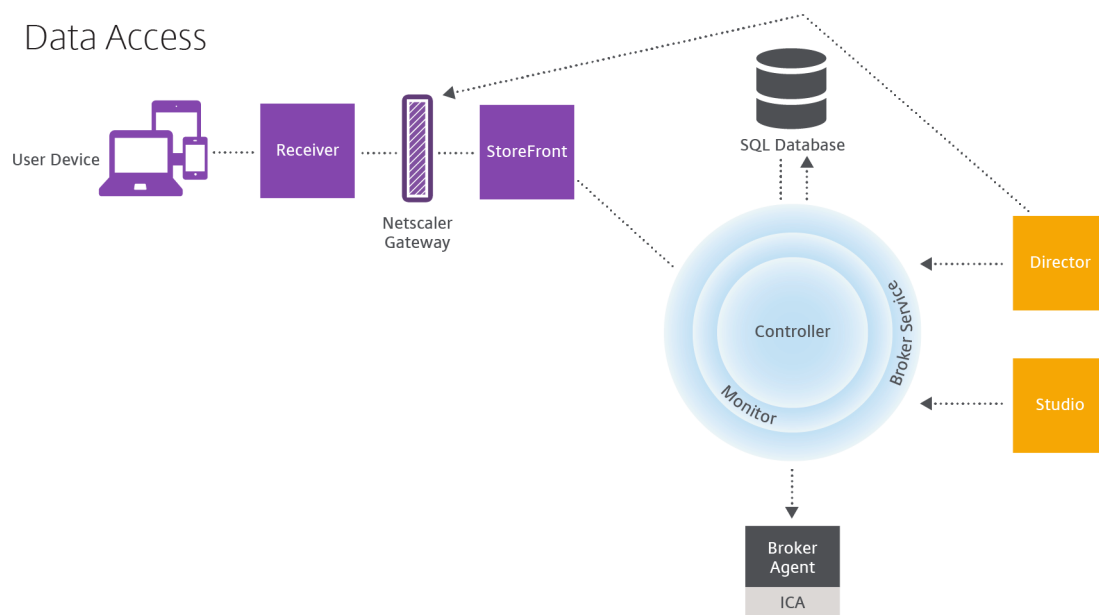 Data Access
User Device
Receiver
Netscaler
Gateway
StoreFront
SQL Database
Controller
Monitor
Broker Service
Director
Studio
Broker
Agent
ICA